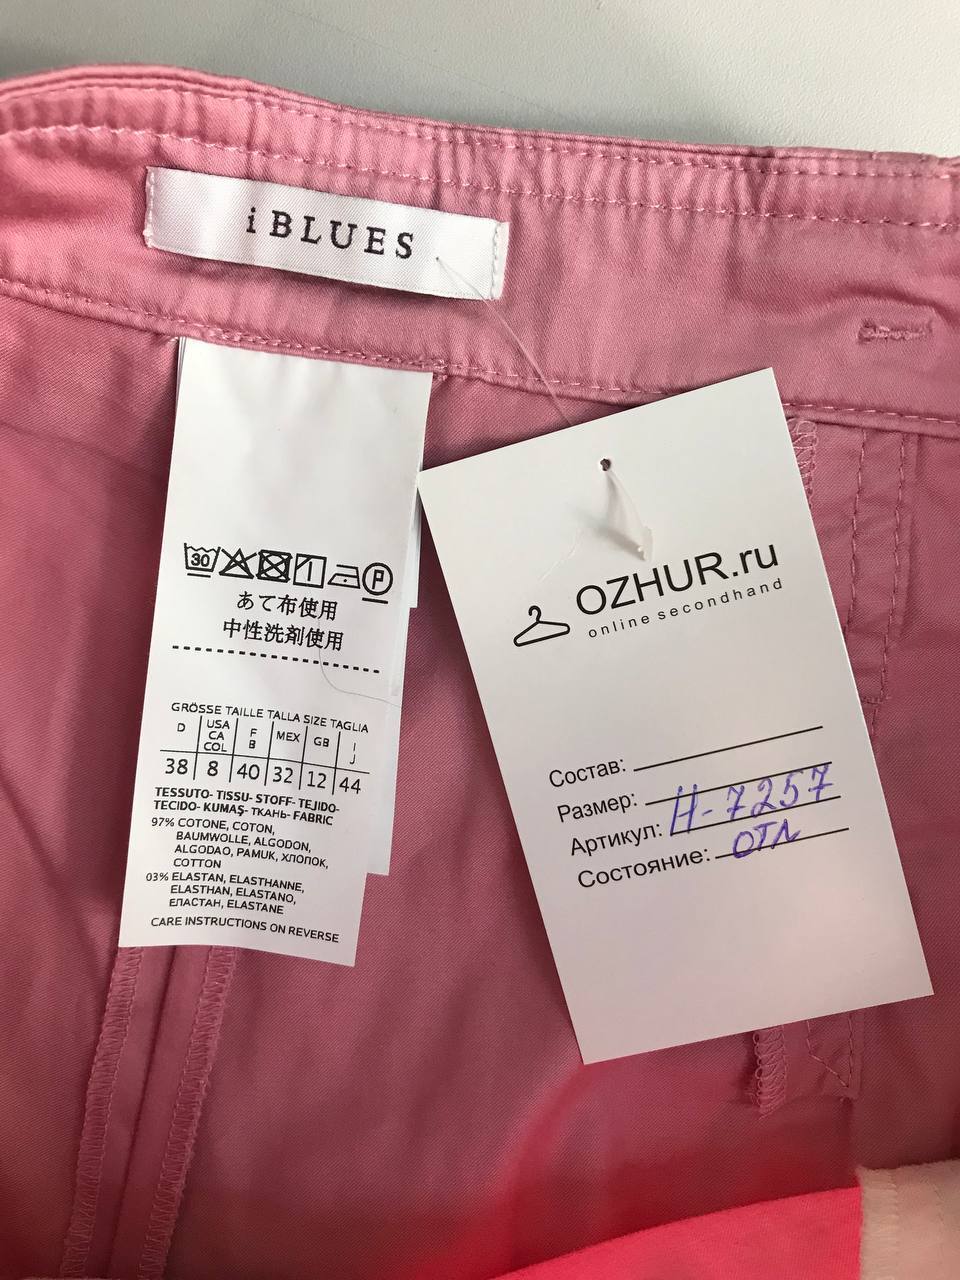 iBLUES
30
P
あて布使用
中性洗剤使用
GRÖSSE TAILLE TALLA SIZE TAGLIA
D | USA CA COL | F B | MEX | GB | I J
38 | 8 | 40 | 32 | 12 | 44
TESSUTO- TISSU- STOFF- TEJIDO-
TECIDO- KUMAŞ- ТКАНЬ- FABRIC
97% COTONE, COTON,
BAUMWOLLE, ALGODON,
ALGODAO, PAMUK, ХЛОПОК,
COTTON
03% ELASTAN, ELASTHANNE,
ELASTHAN, ELASTANO,
ЕПАСТАН, ELASTANE
CARE INSTRUCTIONS ON REVERSE
OZHUR.ru
online secondhand
Состав:
Размер:
Артикул: Н-7257
Состояние: отл